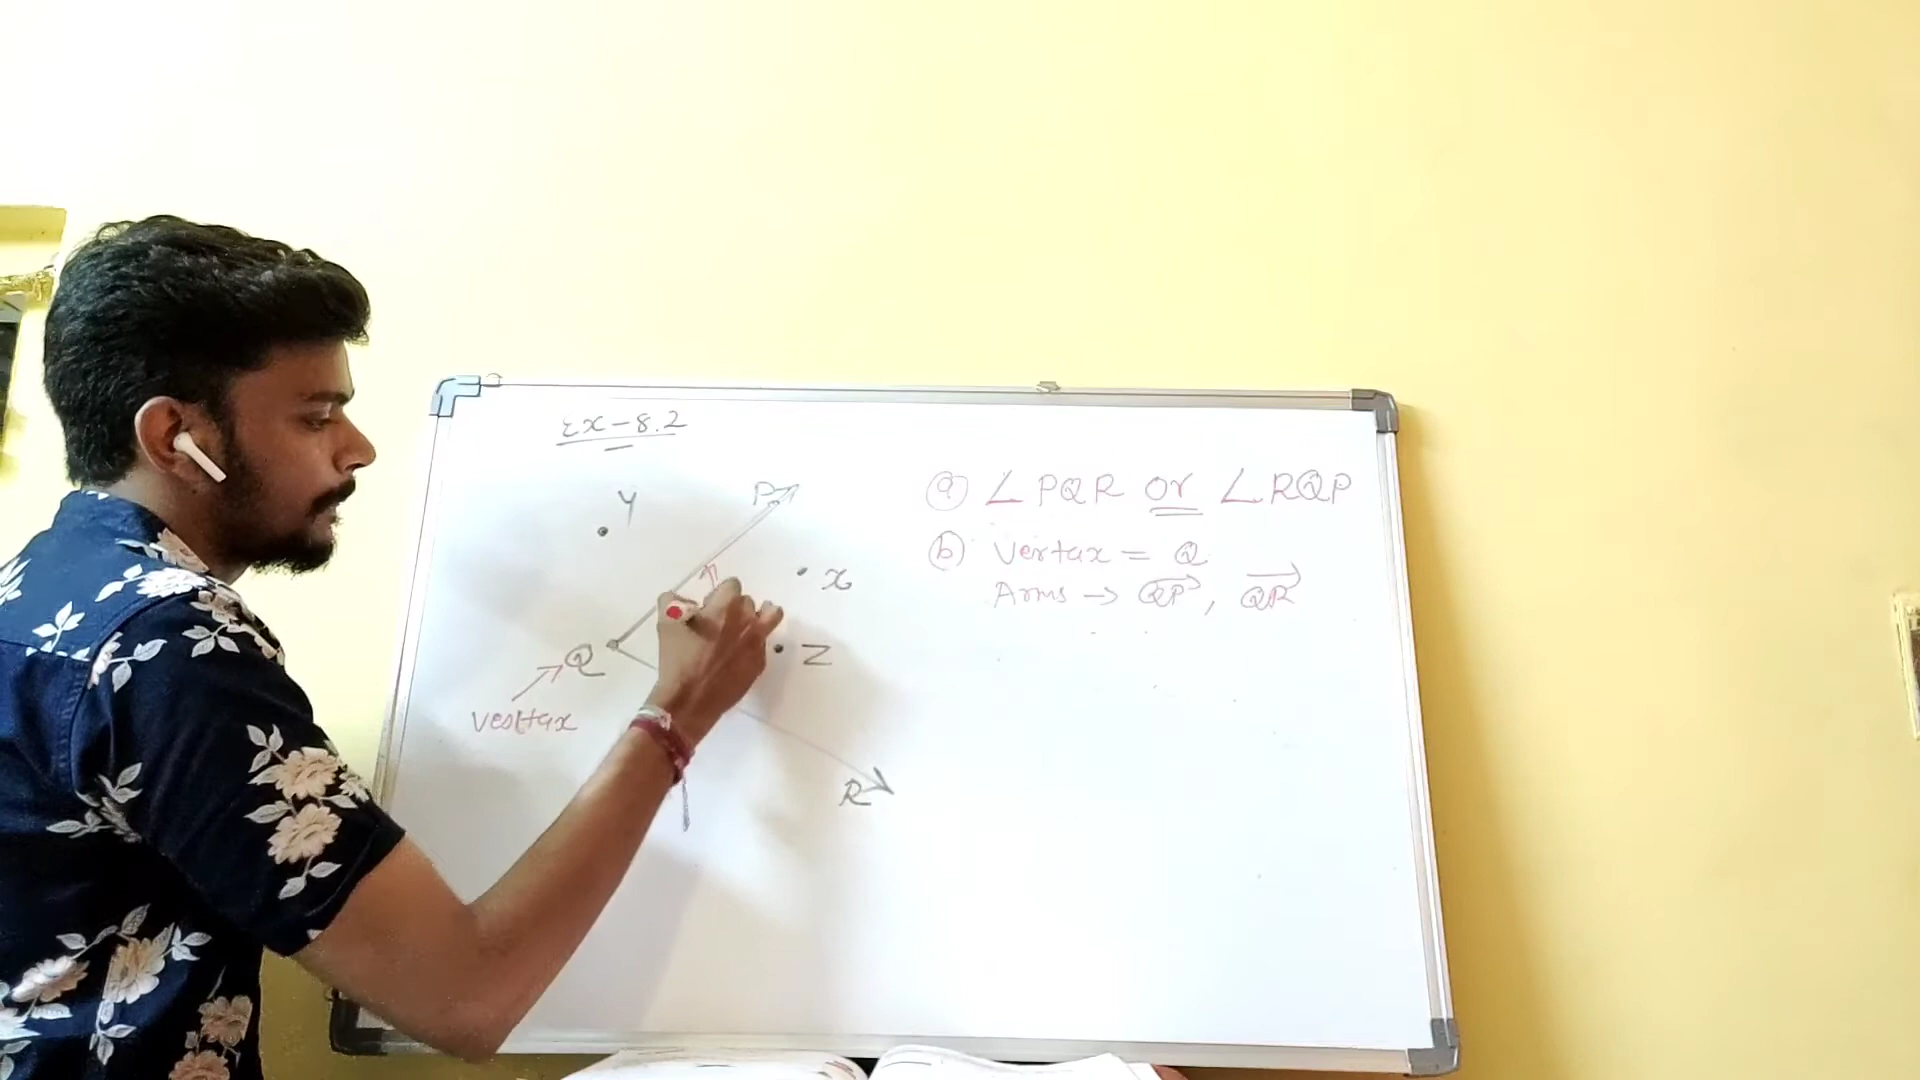 Ex - 8.2
Y
P
x
Q
Z
vertax
R
(a) ∠PQR or ∠RQP
(b) Vertax = Q
Arms → QP, QR